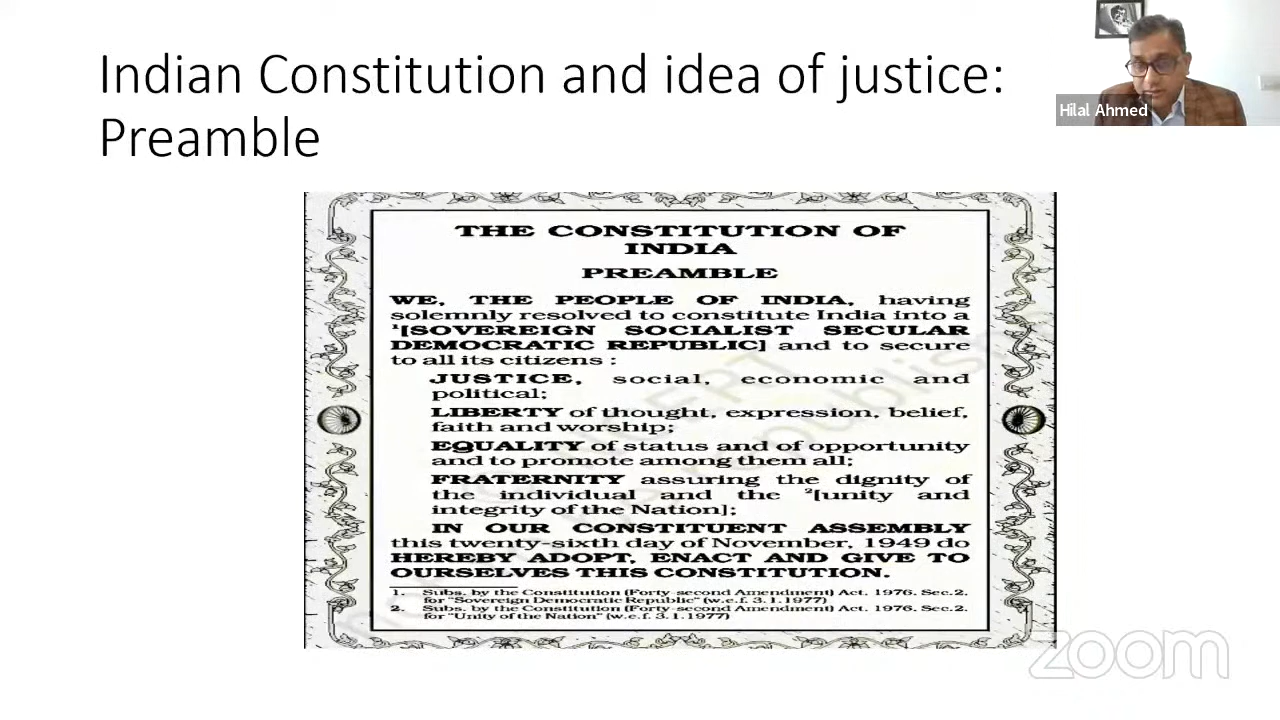 Indian Constitution and idea of justice:
Preamble
Hilal Ahmed
THE CONSTITUTION OF
INDIA
PREAMBLE
WE, THE PEOPLE OF INDIA, having
solemnly resolved to constitute India into a
1[SOVEREIGN SOCIALIST SECULAR
DEMOCRATIC REPUBLIC] and to secure
to all its citizens :
JUSTICE, social, economic and
political;
LIBERTY of thought, expression, belief,
faith and worship;
EQUALITY of status and of opportunity
and to promote among them all;
FRATERNITY assuring the dignity of
the individual and the 2[unity and
integrity of the Nation];
IN OUR CONSTITUENT ASSEMBLY
this twenty-sixth day of November, 1949 do
HEREBY ADOPT, ENACT AND GIVE TO
OURSELVES THIS CONSTITUTION.
1. Subs. by the Constitution (Forty-second Amendment) Act, 1976, Sec.2,
for "Sovereign Democratic Republic" (w.e.f. 3.1.1977)
2. Subs. by the Constitution (Forty-second Amendment) Act, 1976, Sec.2,
for "Unity of the Nation" (w.e.f. 3.1.1977)
zoom